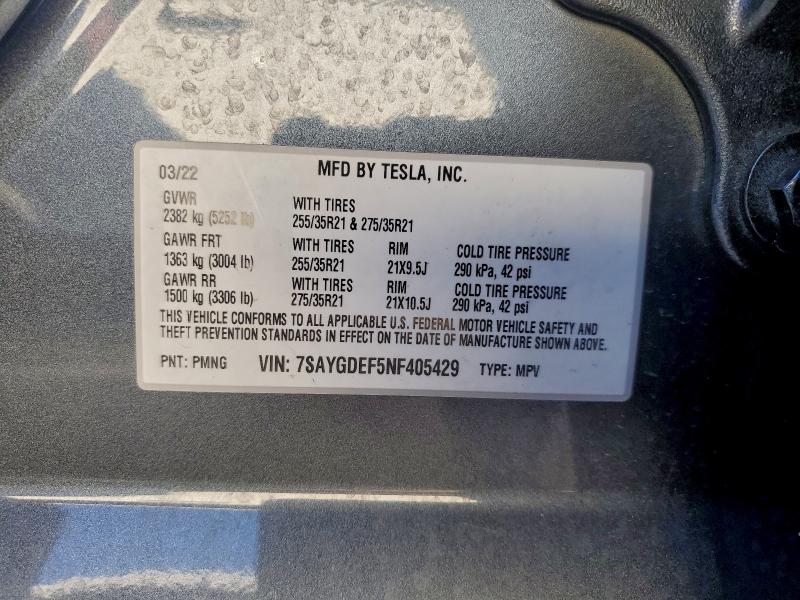 03/22 MFD BY TESLA, INC.
GVWR WITH TIRES
2382 kg (5252 lb) 255/35R21 & 275/35R21
GAWR FRT WITH TIRES RIM COLD TIRE PRESSURE
1363 kg (3004 lb) 255/35R21 21X9.5J 290 kPa, 42 psi
GAWR RR WITH TIRES RIM COLD TIRE PRESSURE
1500 kg (3306 lb) 275/35R21 21X10.5J 290 kPa, 42 psi
THIS VEHICLE CONFORMS TO ALL APPLICABLE U.S. FEDERAL MOTOR VEHICLE SAFETY AND
THEFT PREVENTION STANDARDS IN EFFECT ON THE DATE OF MANUFACTURE SHOWN ABOVE.
PNT: PMNG VIN: 7SAYGDEF5NF405429 TYPE: MPV